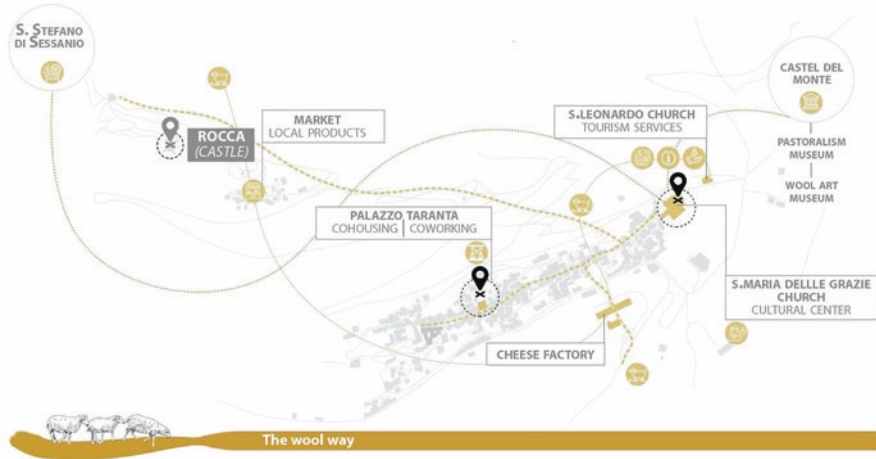 S. STEFANO
DI SESSANIO
ROCCA
(CASTLE)
MARKET
LOCAL PRODUCTS
PALAZZO TARANTA
COHOUSING | COWORKING
S.LEONARDO CHURCH
TOURISM SERVICES
CASTEL DEL
MONTE
PASTORALISM
MUSEUM
WOOL ART
MUSEUM
S.MARIA DELLLE GRAZIE
CHURCH
CULTURAL CENTER
CHEESE FACTORY
The wool way